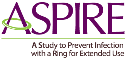 ASPIRE
A Study to Prevent Infection
with a Ring for Extended Use